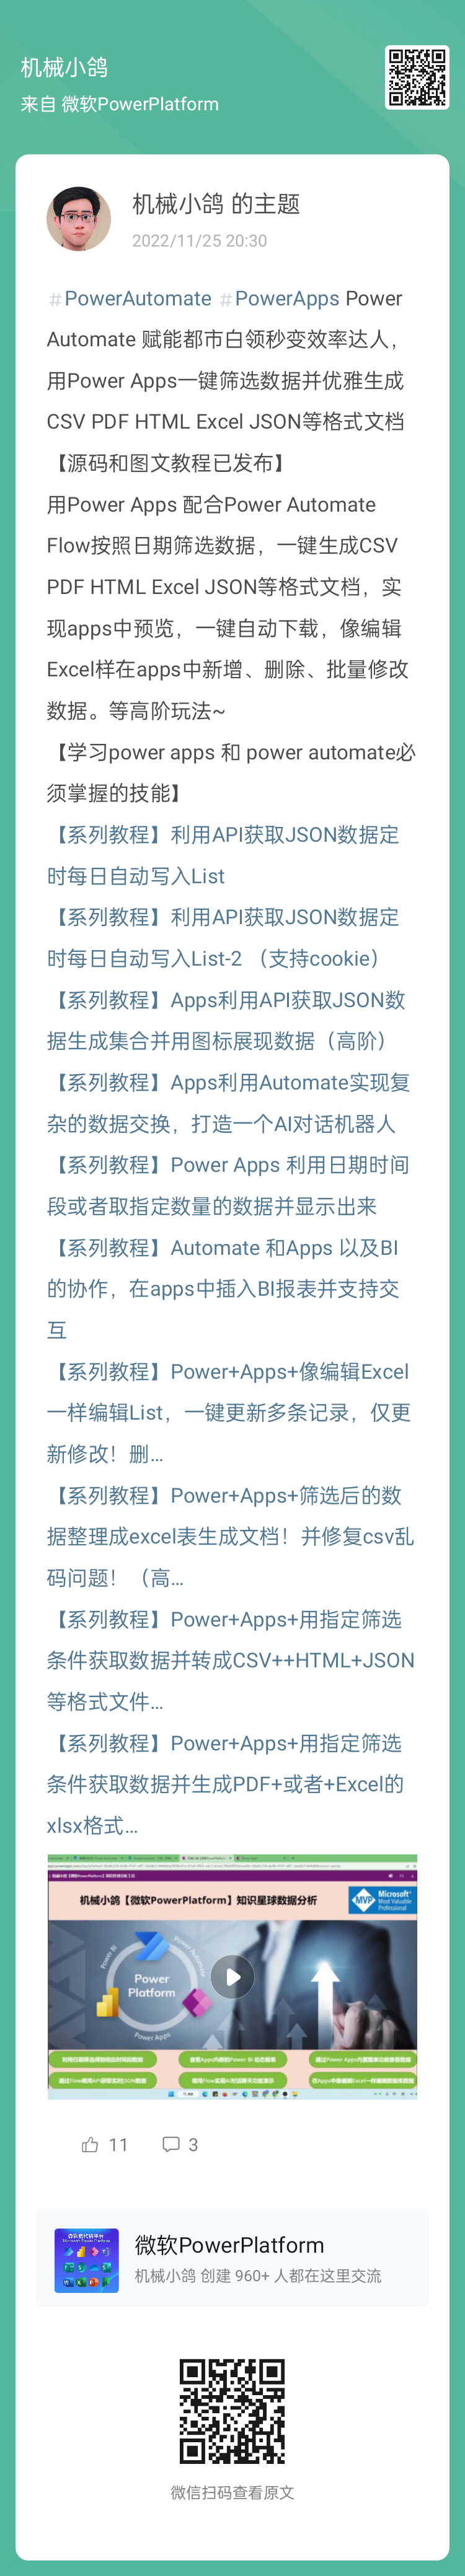 机械小鸽
来自 微软PowerPlatform
机械小鸽 的主题
2022/11/25 20:30
#PowerAutomate #PowerApps Power
Automate 赋能都市白领秒变效率达人，
用Power Apps一键筛选数据并优雅生成
CSV PDF HTML Excel JSON等格式文档
【源码和图文教程已发布】
用Power Apps 配合Power Automate
Flow按照日期筛选数据，一键生成CSV
PDF HTML Excel JSON等格式文档，实
现apps中预览，一键自动下载，像编辑
Excel样在apps中新增、删除、批量修改
数据。等高阶玩法~
【学习power apps 和 power automate必
须掌握的技能】
【系列教程】利用API获取JSON数据定
时每日自动写入List
【系列教程】利用API获取JSON数据定
时每日自动写入List-2 （支持cookie）
【系列教程】Apps利用API获取JSON数
据生成集合并用图标展现数据（高阶）
【系列教程】Apps利用Automate实现复
杂的数据交换，打造一个AI对话机器人
【系列教程】Power Apps 利用日期时间
段或者取指定数量的数据并显示出来
【系列教程】Automate 和Apps 以及BI
的协作，在apps中插入BI报表并支持交
互
【系列教程】Power+Apps+像编辑Excel
一样编辑List，一键更新多条记录，仅更
新修改！删...
【系列教程】Power+Apps+筛选后的数
据整理成excel表生成文档！并修复csv乱
码问题！（高...
【系列教程】Power+Apps+用指定筛选
条件获取数据并转成CSV++HTML+JSON
等格式文件...
【系列教程】Power+Apps+用指定筛选
条件获取数据并生成PDF+或者+Excel的
xlsx格式...
机械小鸽【微软PowerPlatform】知识星球数据分析
MVP Microsoft
Most Valuable
Professional
Power BI
Power Automate
Power
Platform
Power Apps
11 3
微软PowerPlatform
机械小鸽 创建 960+ 人都在这里交流
微信扫码查看原文